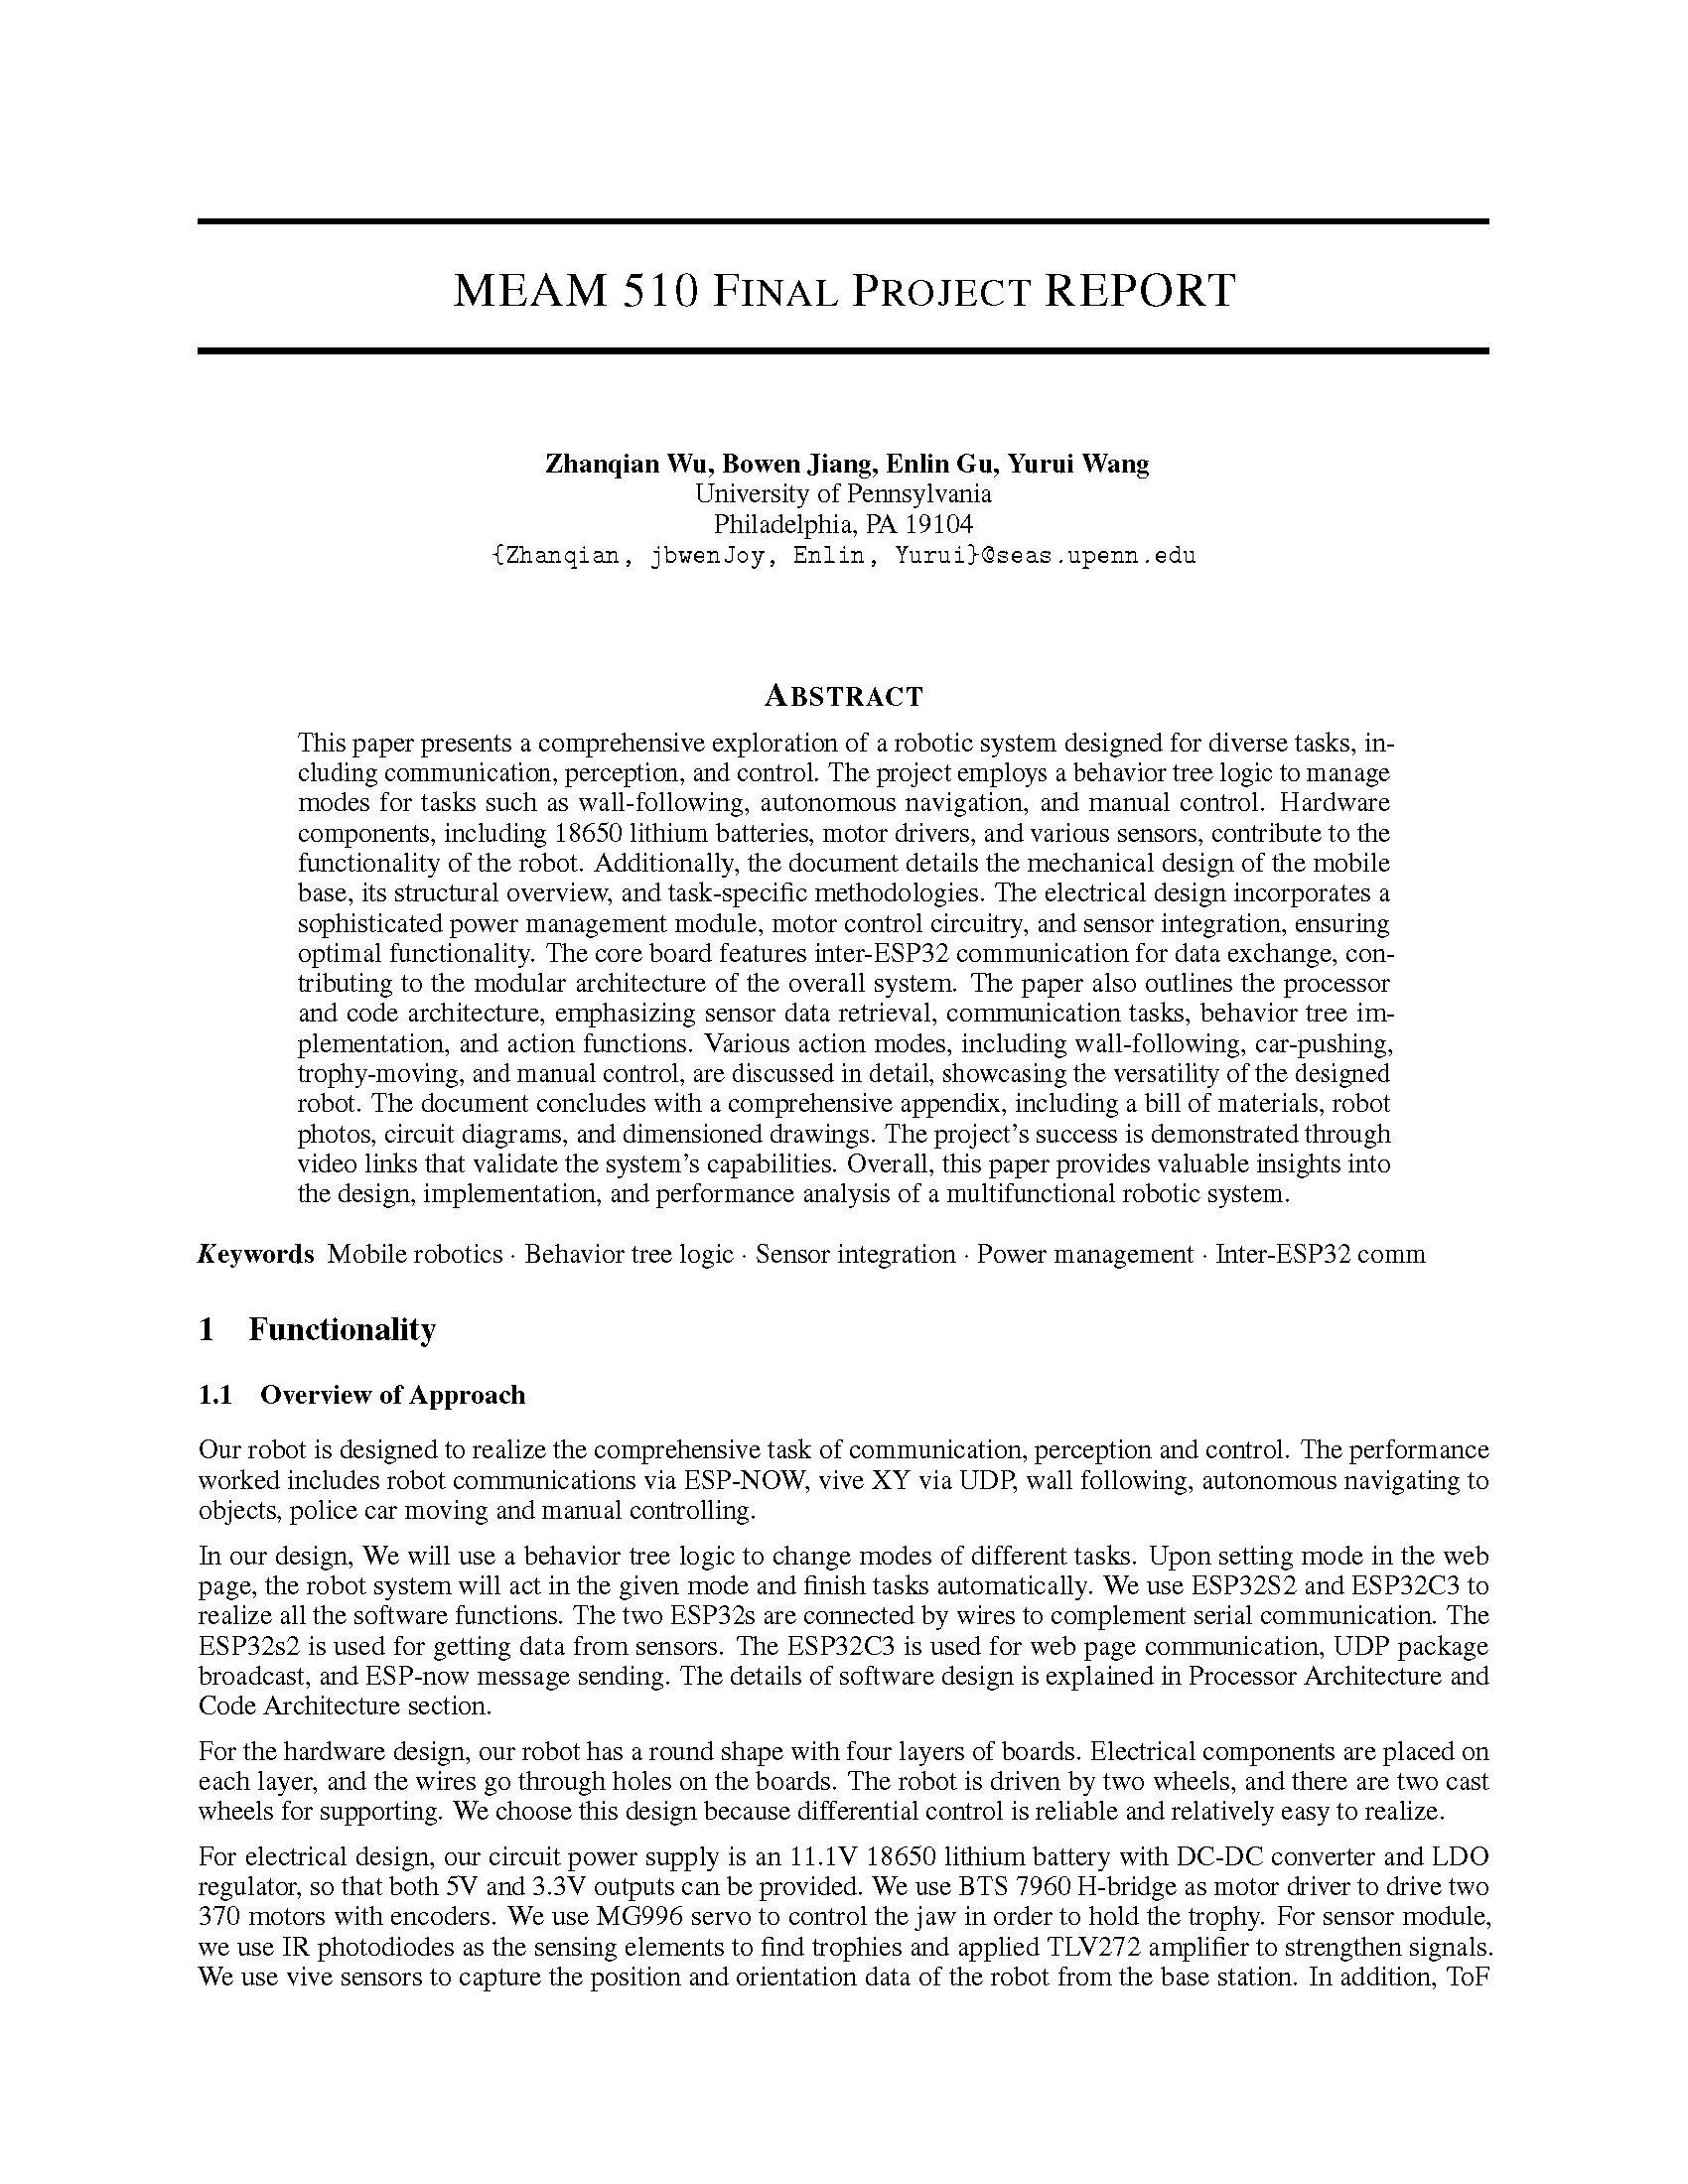 MEAM 510 FINAL PROJECT REPORT
Zhanqian Wu, Bowen Jiang, Enlin Gu, Yurui Wang
University of Pennsylvania
Philadelphia, PA 19104
{Zhanqian, jbwenJoy, Enlin, Yurui}@seas.upenn.edu
ABSTRACT
This paper presents a comprehensive exploration of a robotic system designed for diverse tasks, in-
cluding communication, perception, and control. The project employs a behavior tree logic to manage
modes for tasks such as wall-following, autonomous navigation, and manual control. Hardware
components, including 18650 lithium batteries, motor drivers, and various sensors, contribute to the
functionality of the robot. Additionally, the document details the mechanical design of the mobile
base, its structural overview, and task-specific methodologies. The electrical design incorporates a
sophisticated power management module, motor control circuitry, and sensor integration, ensuring
optimal functionality. The core board features inter-ESP32 communication for data exchange, con-
tributing to the modular architecture of the overall system. The paper also outlines the processor
and code architecture, emphasizing sensor data retrieval, communication tasks, behavior tree im-
plementation, and action functions. Various action modes, including wall-following, car-pushing,
trophy-moving, and manual control, are discussed in detail, showcasing the versatility of the designed
robot. The document concludes with a comprehensive appendix, including a bill of materials, robot
photos, circuit diagrams, and dimensioned drawings. The project's success is demonstrated through
video links that validate the system's capabilities. Overall, this paper provides valuable insights into
the design, implementation, and performance analysis of a multifunctional robotic system.
Keywords Mobile robotics · Behavior tree logic · Sensor integration · Power management · Inter-ESP32 comm
1 Functionality
1.1 Overview of Approach
Our robot is designed to realize the comprehensive task of communication, perception and control. The performance
worked includes robot communications via ESP-NOW, vive XY via UDP, wall following, autonomous navigating to
objects, police car moving and manual controlling.
In our design, We will use a behavior tree logic to change modes of different tasks. Upon setting mode in the web
page, the robot system will act in the given mode and finish tasks automatically. We use ESP32S2 and ESP32C3 to
realize all the software functions. The two ESP32s are connected by wires to complement serial communication. The
ESP32s2 is used for getting data from sensors. The ESP32C3 is used for web page communication, UDP package
broadcast, and ESP-now message sending. The details of software design is explained in Processor Architecture and
Code Architecture section.
For the hardware design, our robot has a round shape with four layers of boards. Electrical components are placed on
each layer, and the wires go through holes on the boards. The robot is driven by two wheels, and there are two cast
wheels for supporting. We choose this design because differential control is reliable and relatively easy to realize.
For electrical design, our circuit power supply is an 11.1V 18650 lithium battery with DC-DC converter and LDO
regulator, so that both 5V and 3.3V outputs can be provided. We use BTS 7960 H-bridge as motor driver to drive two
370 motors with encoders. We use MG996 servo to control the jaw in order to hold the trophy. For sensor module,
we use IR photodiodes as the sensing elements to find trophies and applied TLV272 amplifier to strengthen signals.
We use vive sensors to capture the position and orientation data of the robot from the base station. In addition, ToF